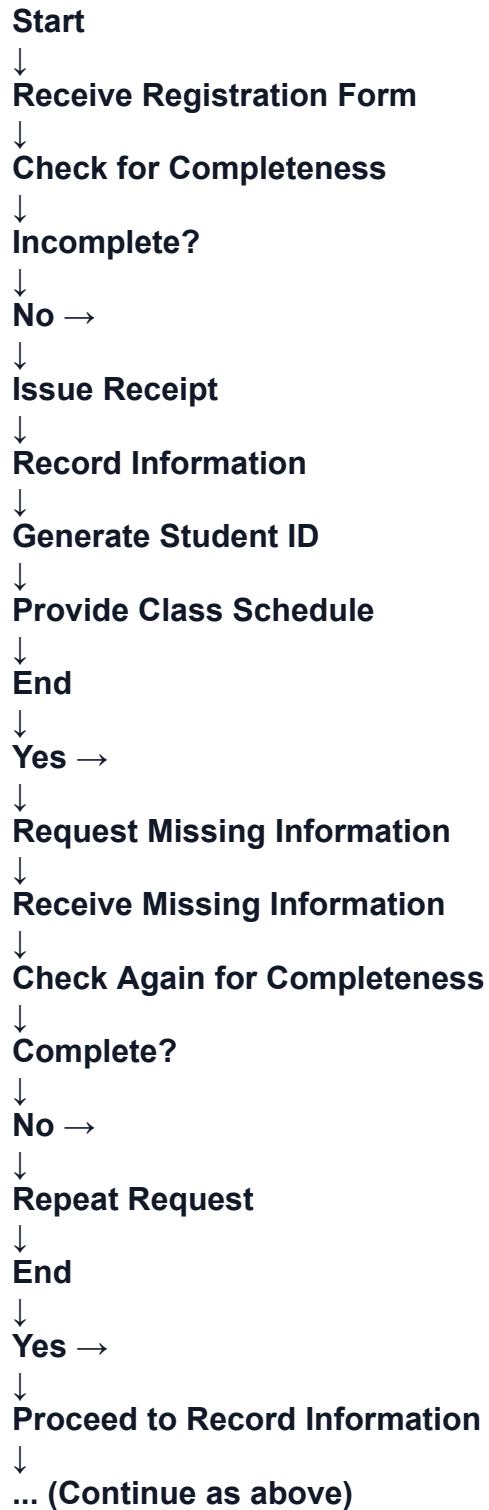 Start
↓
Receive Registration Form
↓
Check for Completeness
↓
Incomplete?
↓
No →
↓
Issue Receipt
↓
Record Information
↓
Generate Student ID
↓
Provide Class Schedule
↓
End
↓
Yes →
↓
Request Missing Information
↓
Receive Missing Information
↓
Check Again for Completeness
↓
Complete?
↓
No →
↓
Repeat Request
↓
End
↓
Yes →
↓
Proceed to Record Information
↓
... (Continue as above)